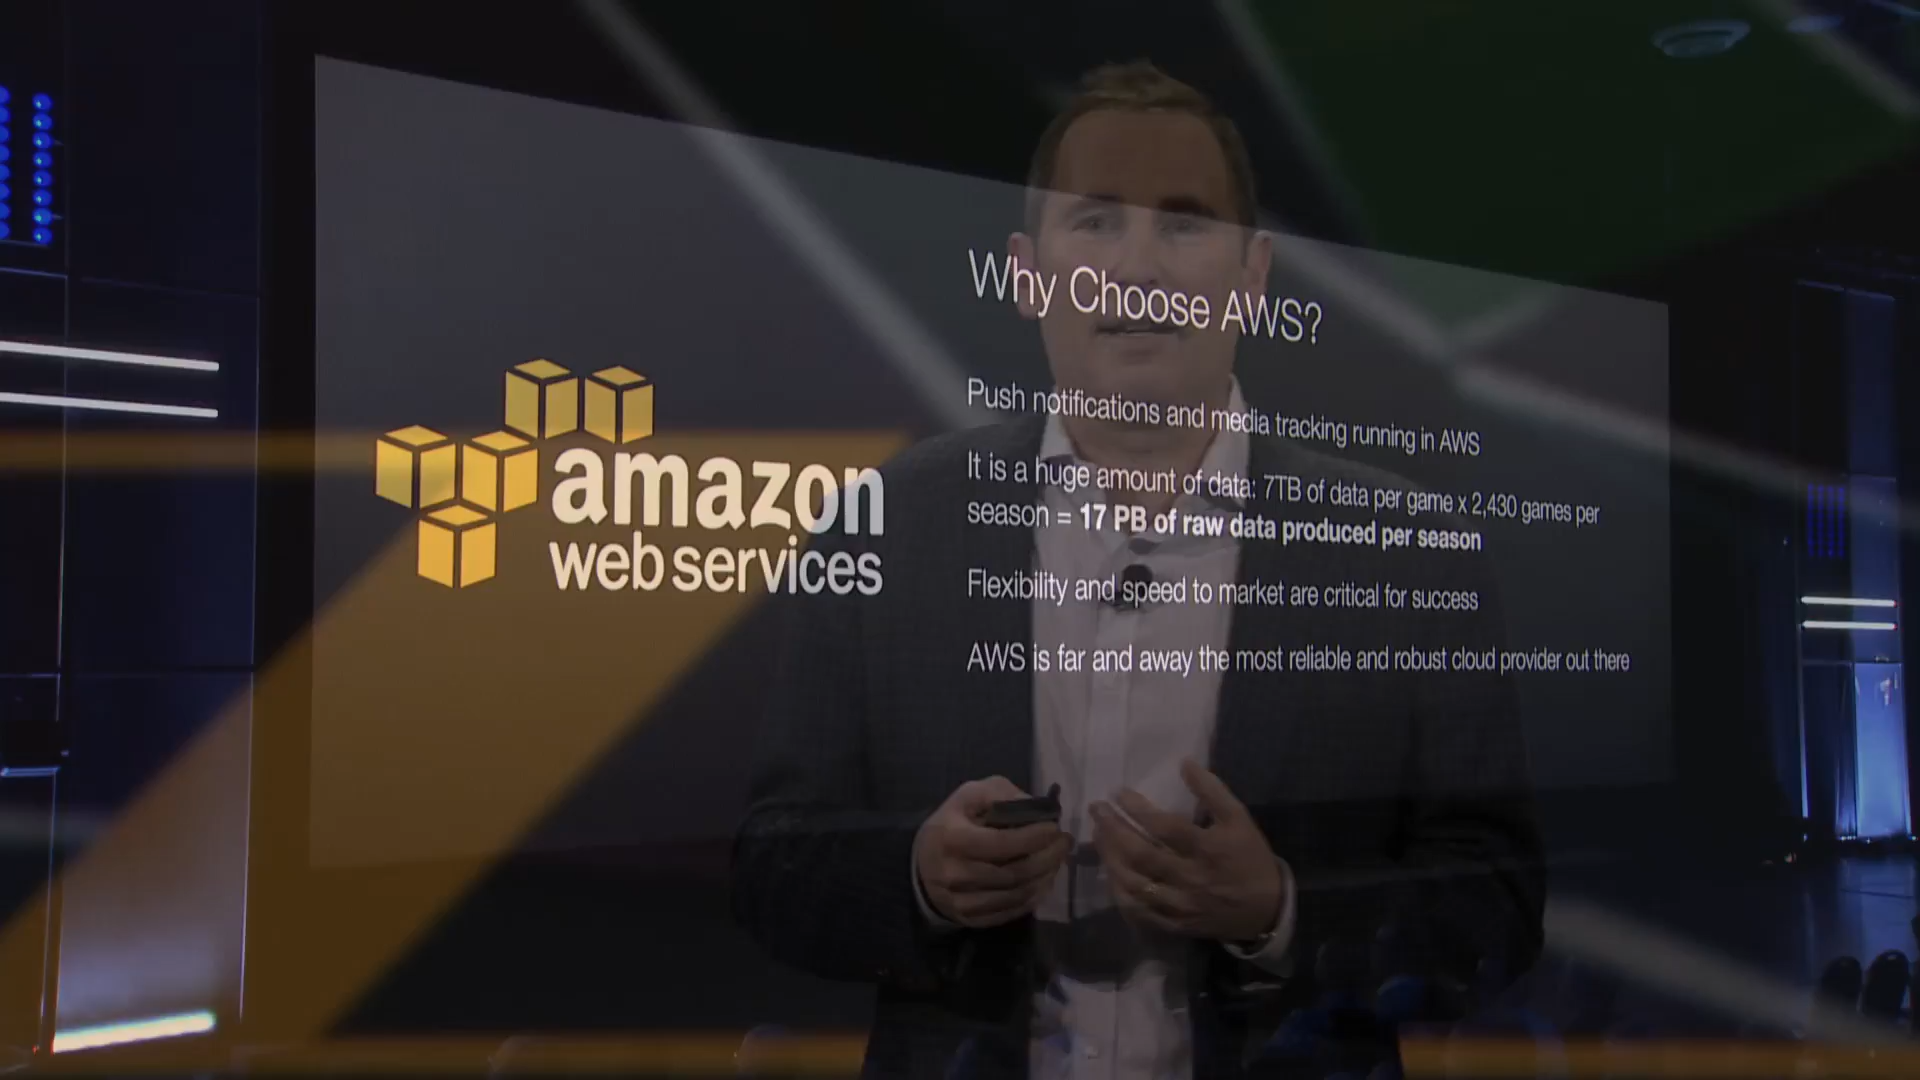 amazon
web services
Why Choose AWS?
Push notifications and media tracking running in AWS
It is a huge amount of data: 7TB of data per game x 2,430 games per
season = 17 PB of raw data produced per season
Flexibility and speed to market are critical for success
AWS is far and away the most reliable and robust cloud provider out there